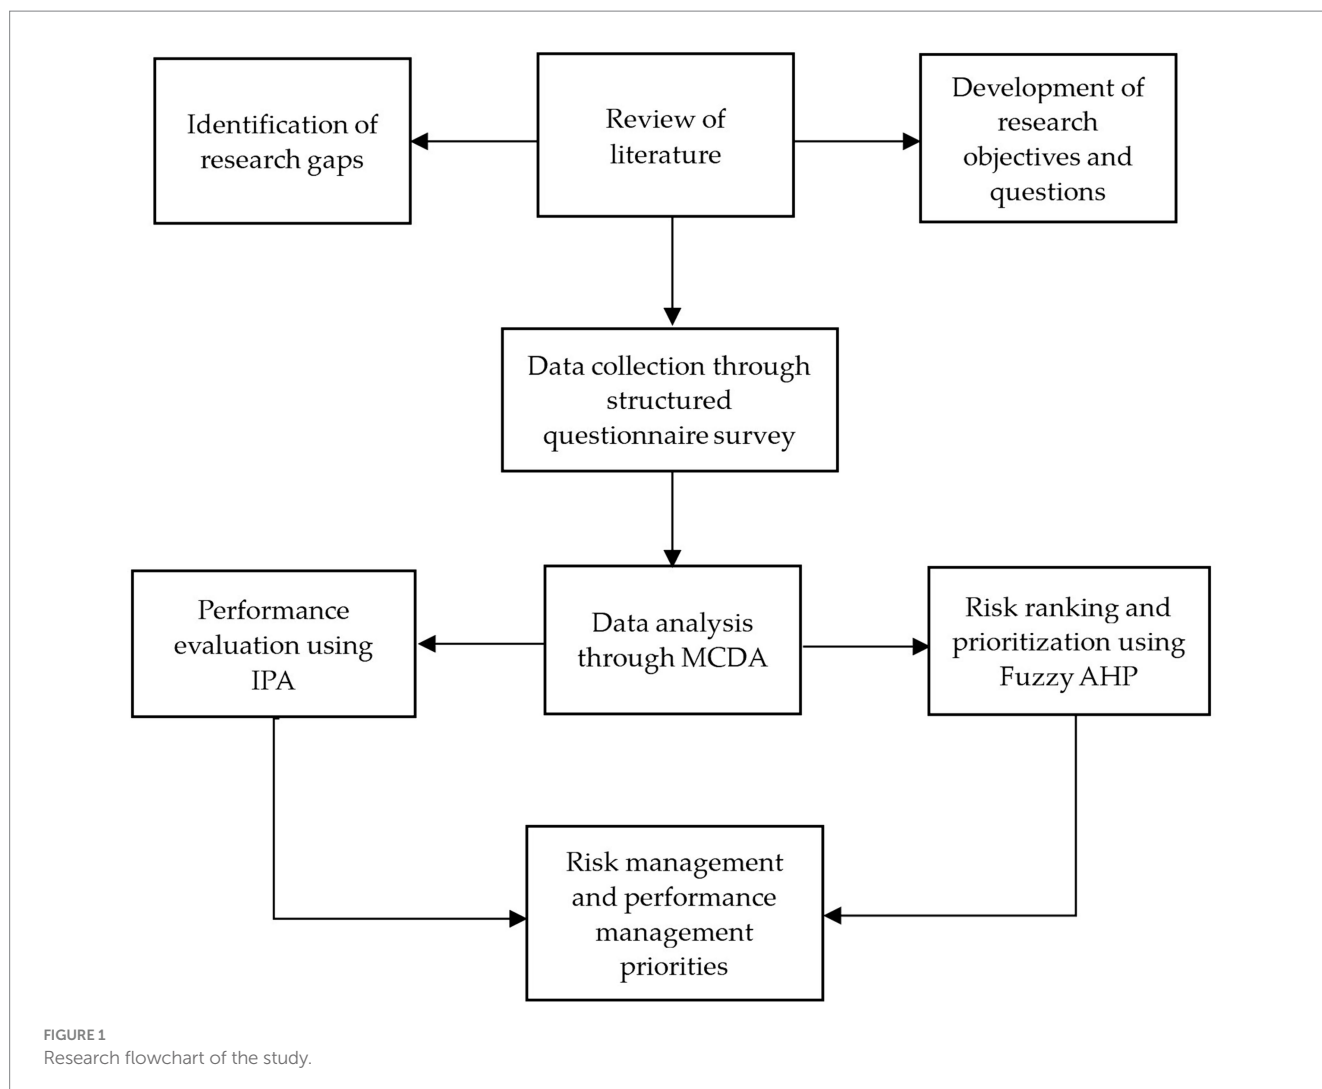 Identification of
research gaps
Review of
literature
Development of
research
objectives and
questions
Data collection through
structured
questionnaire survey
Performance
evaluation using
IPA
Data analysis
through MCDA
Risk ranking and
prioritization using
Fuzzy AHP
Risk management
and performance
management
priorities
FIGURE 1
Research flowchart of the study.